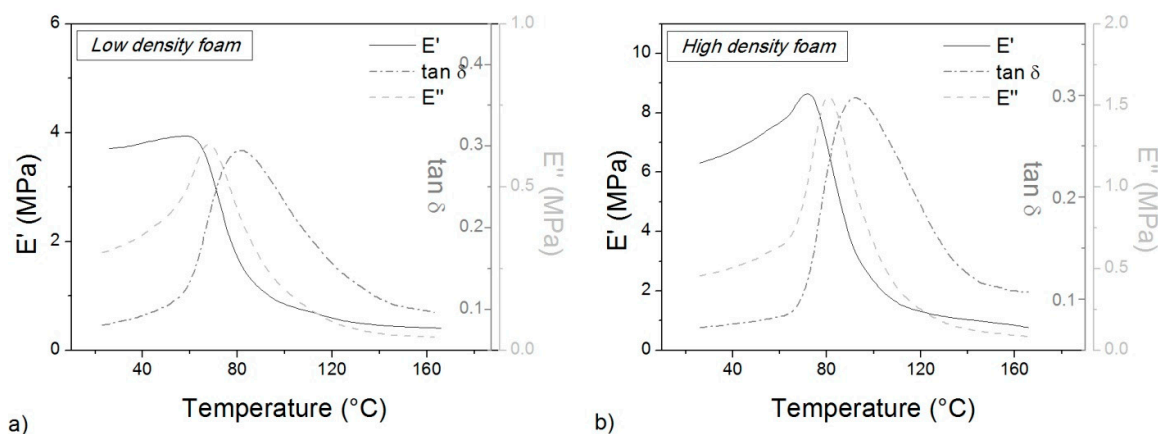 Low density foam
E'
tan δ
E''
6
4
2
0
E' (MPa)
40
80
120
160
Temperature (°C)
0.4
0.3
0.2
0.1
tan δ
1.0
0.5
0.0
E'' (MPa)
a)
High density foam
E'
tan δ
E''
10
8
6
4
2
0
E' (MPa)
40
80
120
160
Temperature (°C)
0.3
0.2
0.1
tan δ
2.0
1.5
1.0
0.5
0.0
E'' (MPa)
b)